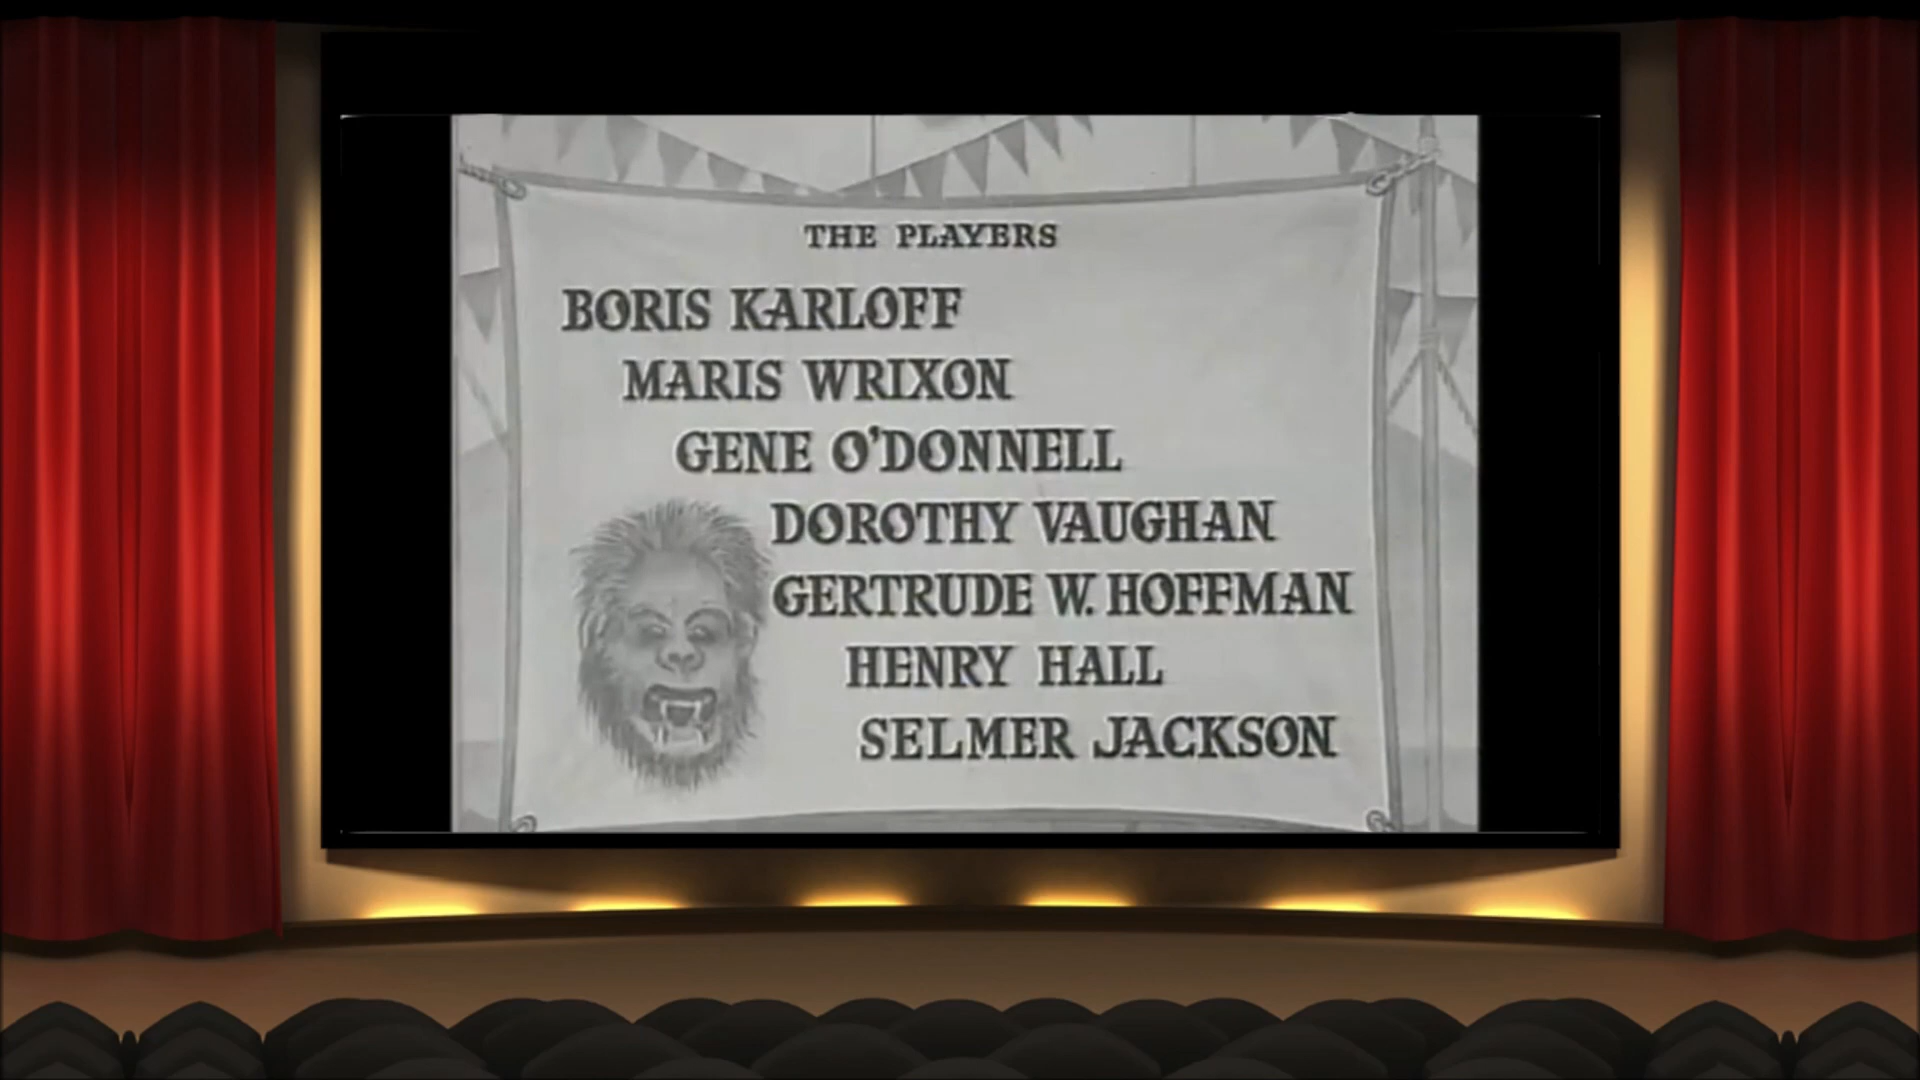 THE PLAYERS
BORIS KARLOFF
MARIS WRIXON
GENE O'DONNELL
DOROTHY VAUGHAN
GERTRUDE W. HOFFMAN
HENRY HALL
SELMER JACKSON